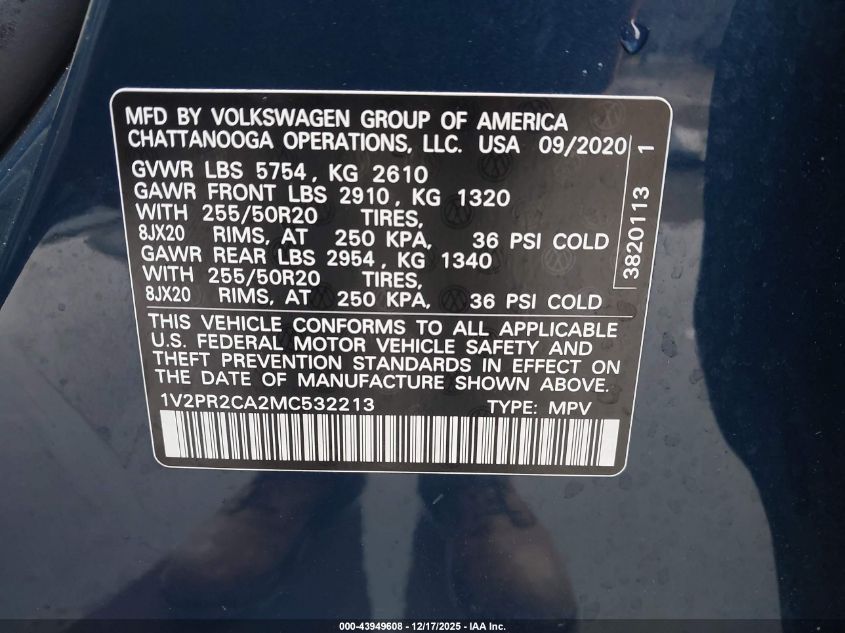 MFD BY VOLKSWAGEN GROUP OF AMERICA
CHATTANOOGA OPERATIONS, LLC. USA 09/2020
GVWR LBS 5754, KG 2610
GAWR FRONT LBS 2910, KG 1320
WITH 255/50R20 TIRES,
8JX20 RIMS, AT 250 KPA, 36 PSI COLD
GAWR REAR LBS 2954, KG 1340
WITH 255/50R20 TIRES,
8JX20 RIMS, AT 250 KPA, 36 PSI COLD
3820113 1
THIS VEHICLE CONFORMS TO ALL APPLICABLE
U.S. FEDERAL MOTOR VEHICLE SAFETY AND
THEFT PREVENTION STANDARDS IN EFFECT ON
THE DATE OF MANUFACTURE SHOWN ABOVE.
1V2PR2CA2MC532213 TYPE: MPV
000-43949608 - 12/17/2025 - IAA Inc.